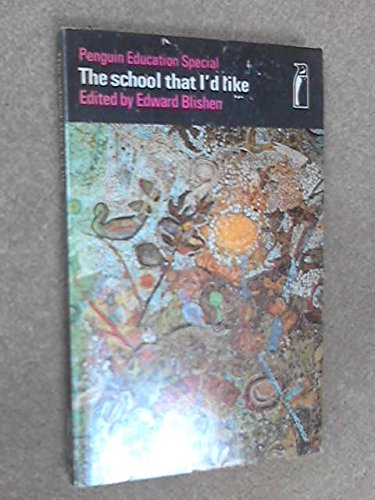 Penguin Education Special
The school that I'd like
Edited by Edward Blishen